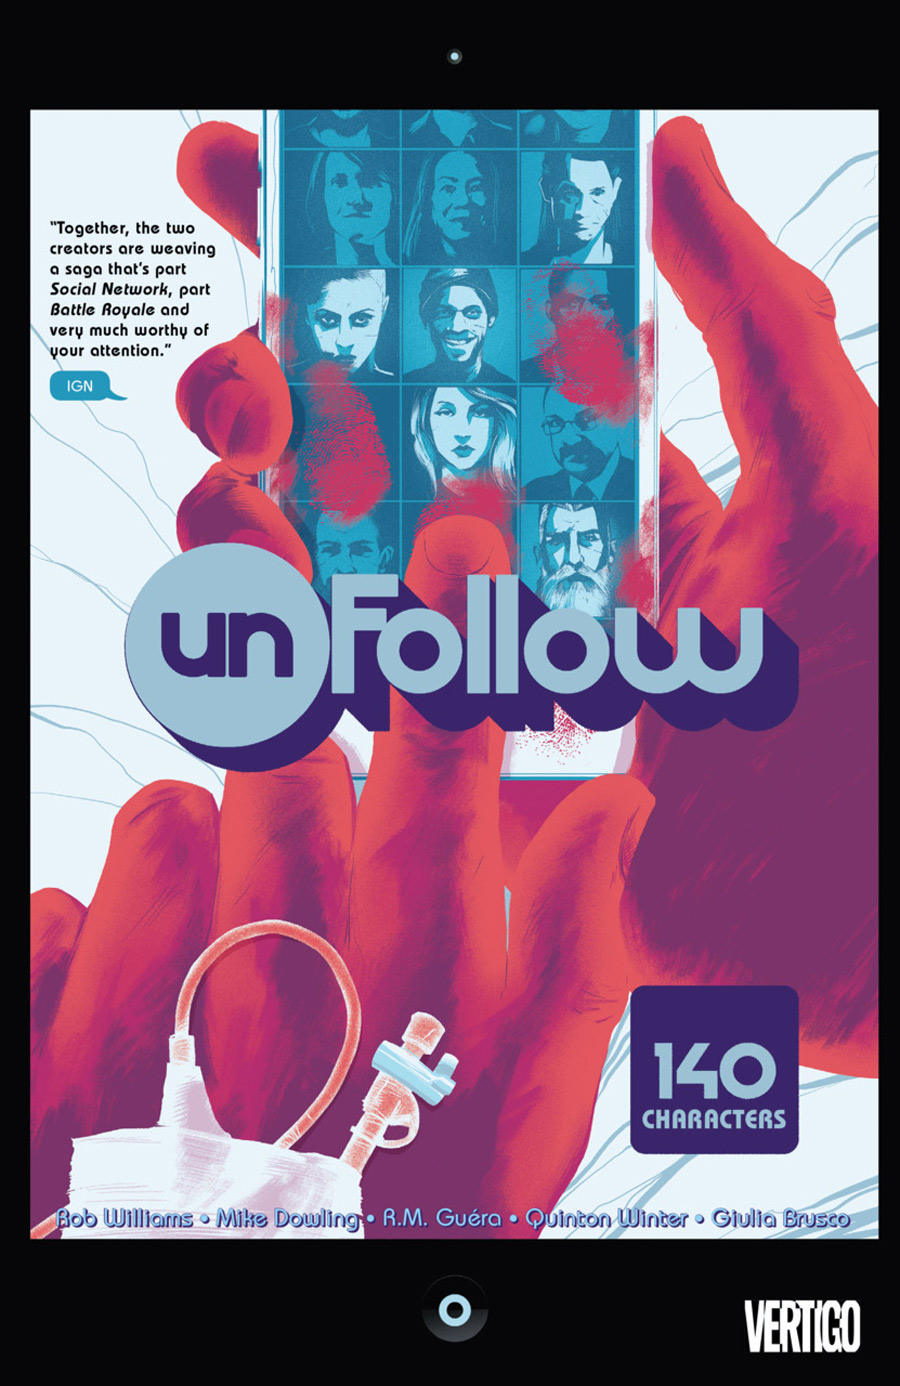 “Together, the two
creators are weaving
a saga that’s part
Social Network, part
Battle Royale and
very much worthy of
your attention.”
IGN
unfollow
140
CHARACTERS
Rob Williams • Mike Dowling • R.M. Guéra • Quinton Winter • Giulia Brusco
VERTIGO